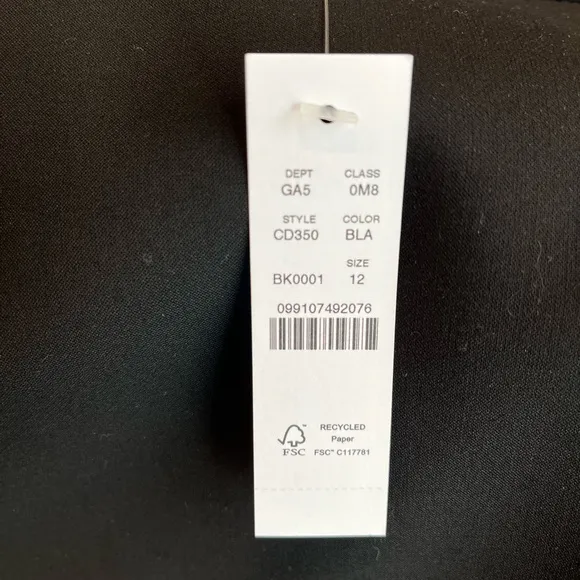 DEPT CLASS
GA5 0M8
STYLE COLOR
CD350 BLA
SIZE
BK0001 12
099107492076
RECYCLED
Paper
FSC™ FSC® C117781